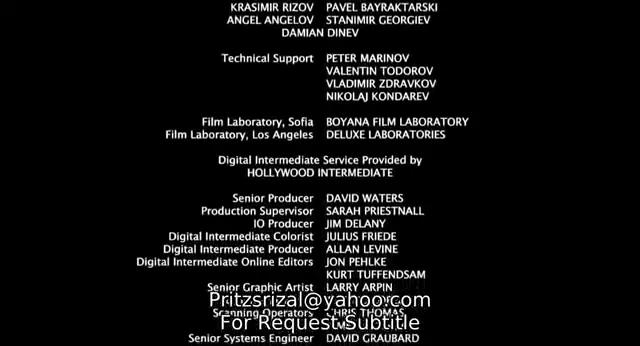 KRASIMIR RIZOV PAVEL BAYRAKTARSKI
ANGEL ANGELOV STANIMIR GEORGIEV
DAMIAN DINEV
Technical Support PETER MARINOV
VALENTIN TODOROV
VLADIMIR ZDRAVKOV
NIKOLAJ KONDAREV
Film Laboratory, Sofia BOYANA FILM LABORATORY
Film Laboratory, Los Angeles DELUXE LABORATORIES
Digital Intermediate Service Provided by
HOLLYWOOD INTERMEDIATE
Senior Producer DAVID WATERS
Production Supervisor SARAH PRIESTNALL
IO Producer JIM DELANY
Digital Intermediate Colorist JULIUS FRIEDE
Digital Intermediate Producer ALLAN LEVINE
Digital Intermediate Online Editors JON PEHLKE
KURT TUFFENDSAM
Senior Graphic Artist LARRY ARPIN
Pritzsrizal@yahoo.com
Scanning Operators CHRIS THOMAS
For Request Subtitle
Senior Systems Engineer DAVID GRAUBARD